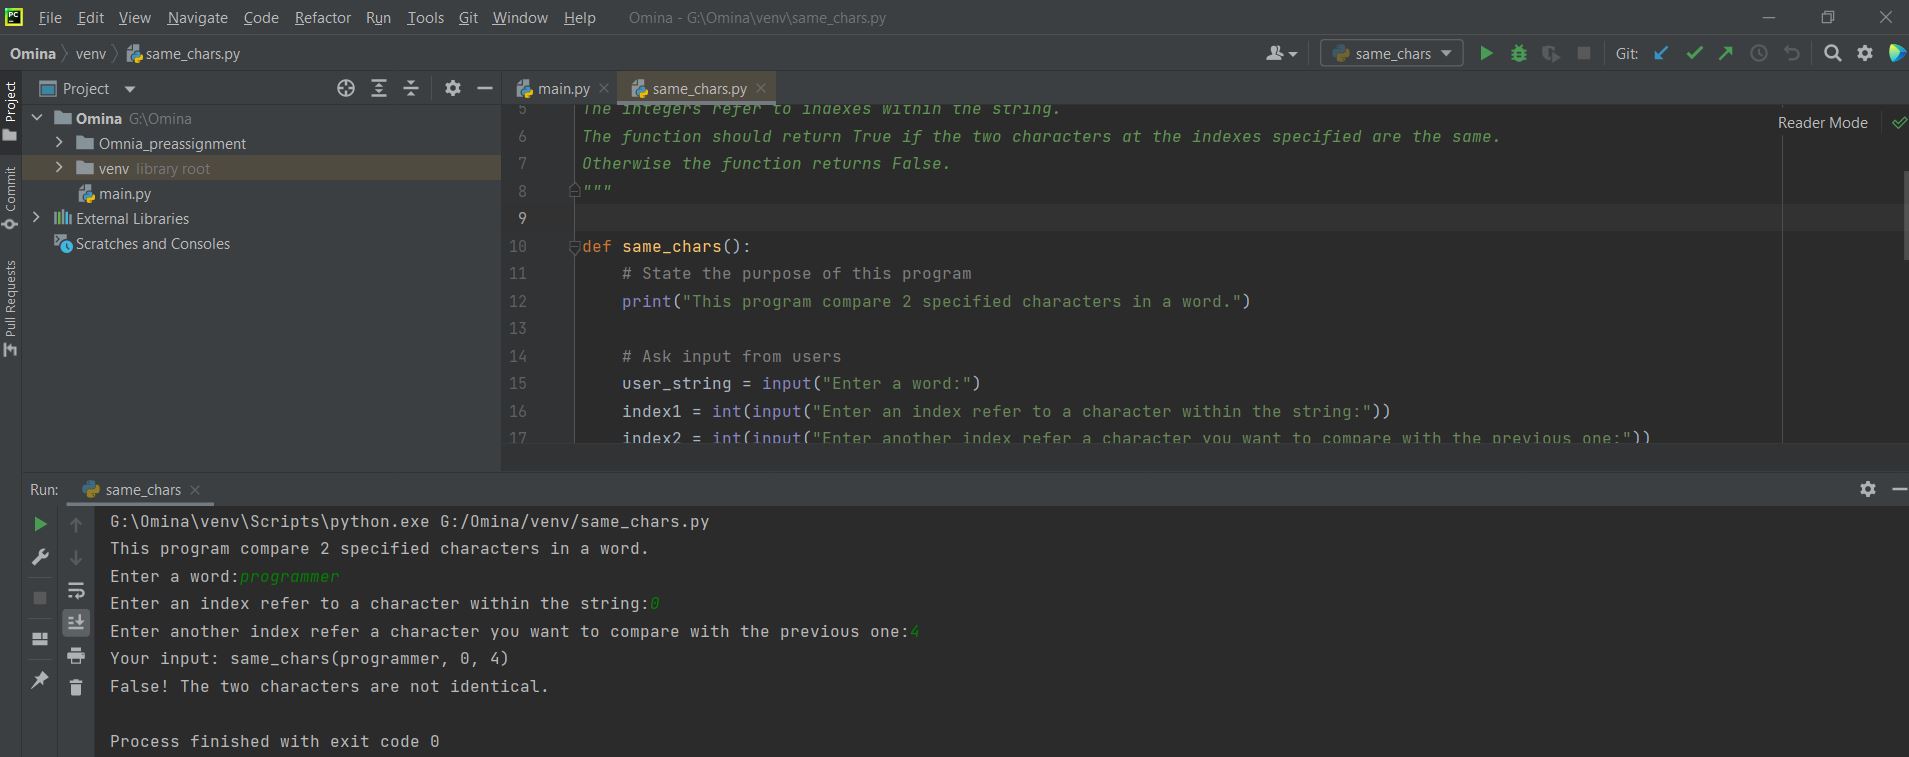 PC File Edit View Navigate Code Refactor Run Tools Git Window Help Omina - G:\Omina\venv\same_chars.py
Omina venv same_chars.py same_chars Git:
Project main.py same_chars.py
Project
Commit
Pull Requests
Omina G:\Omina
Omnia_preassignment
venv library root
main.py
External Libraries
Scratches and Consoles
Reader Mode
5 The integers refer to indexes within the string.
6 The function should return True if the two characters at the indexes specified are the same.
7 Otherwise the function returns False.
8 """
9
10 def same_chars():
11 # State the purpose of this program
12 print("This program compare 2 specified characters in a word.")
13
14 # Ask input from users
15 user_string = input("Enter a word:")
16 index1 = int(input("Enter an index refer to a character within the string:"))
17 index2 = int(input("Enter another index refer a character you want to compare with the previous one:"))
Run: same_chars
G:\Omina\venv\Scripts\python.exe G:/Omina/venv/same_chars.py
This program compare 2 specified characters in a word.
Enter a word:programmer
Enter an index refer to a character within the string:0
Enter another index refer a character you want to compare with the previous one:4
Your input: same_chars(programmer, 0, 4)
False! The two characters are not identical.
Process finished with exit code 0